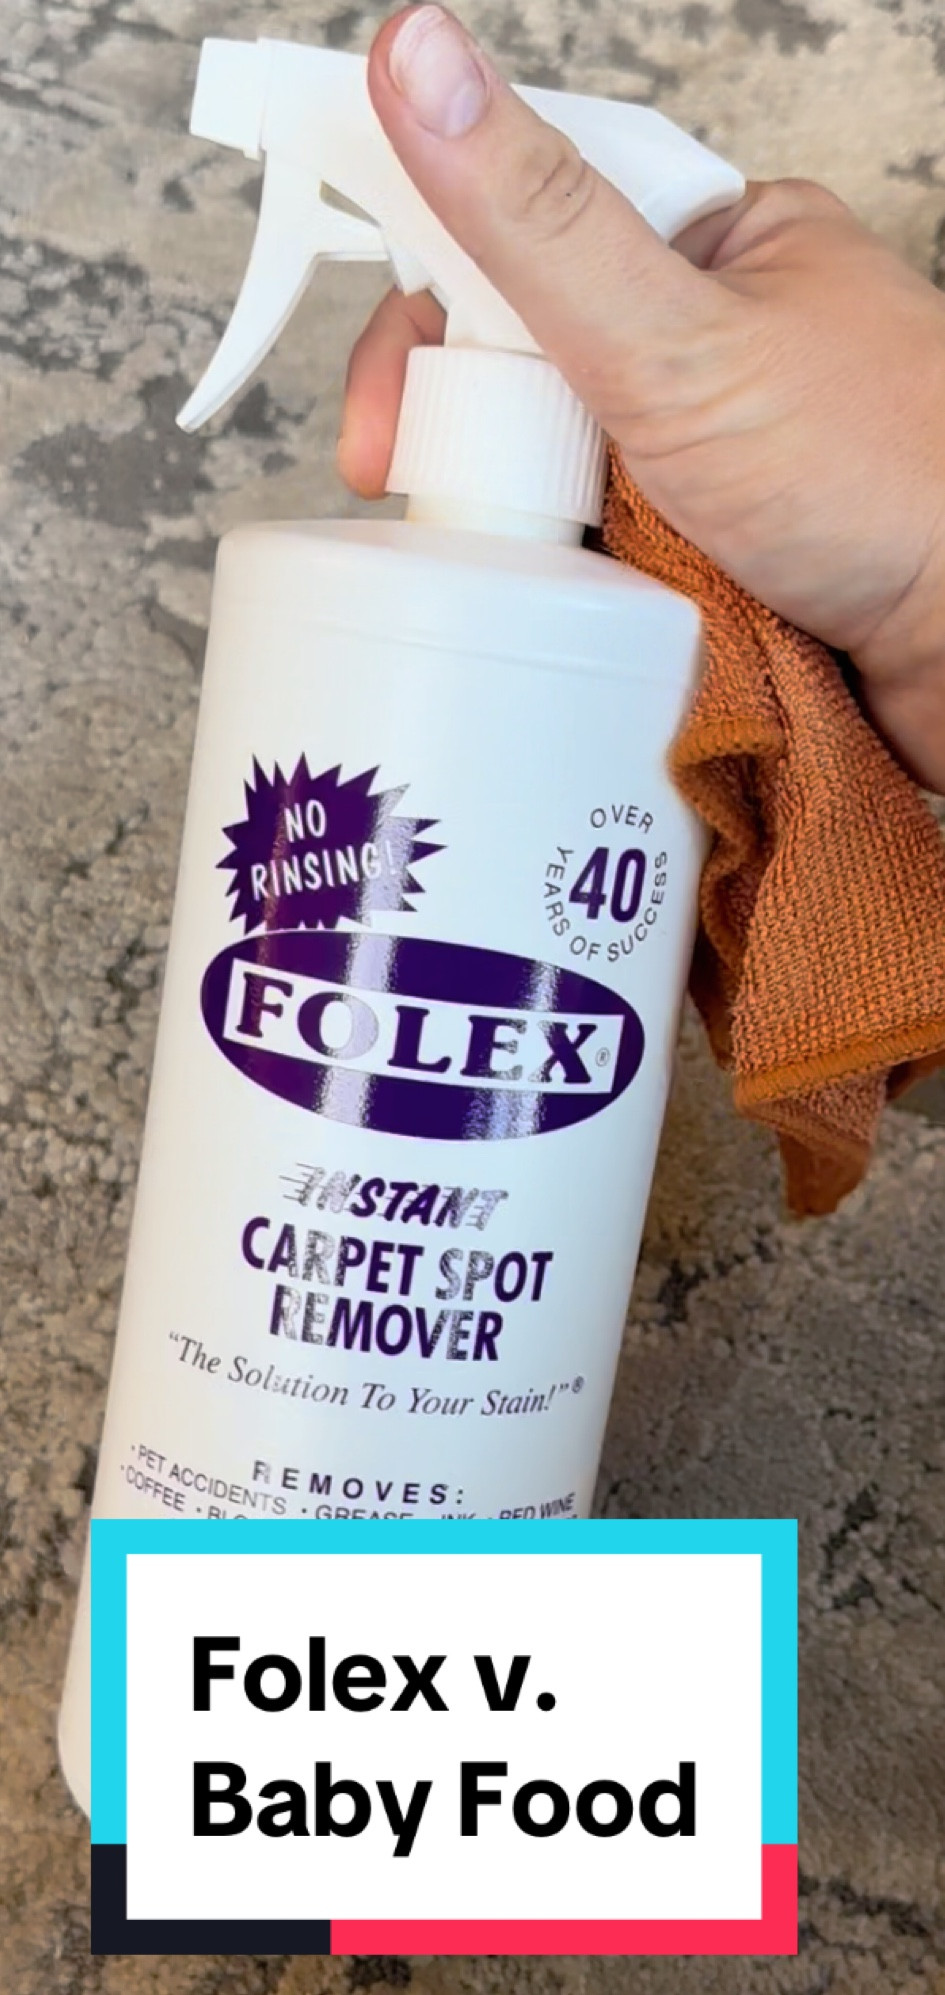 NO
RINSING!
OVER
40
YEARS OF SUCCESS
FOLEX®
INSTANT
CARPET SPOT
REMOVER
“The Solution To Your Stain!”®
REMOVES:
· PET ACCIDENTS · GREASE · INK · RED WINE
· COFFEE ·
Folex v.
Baby Food